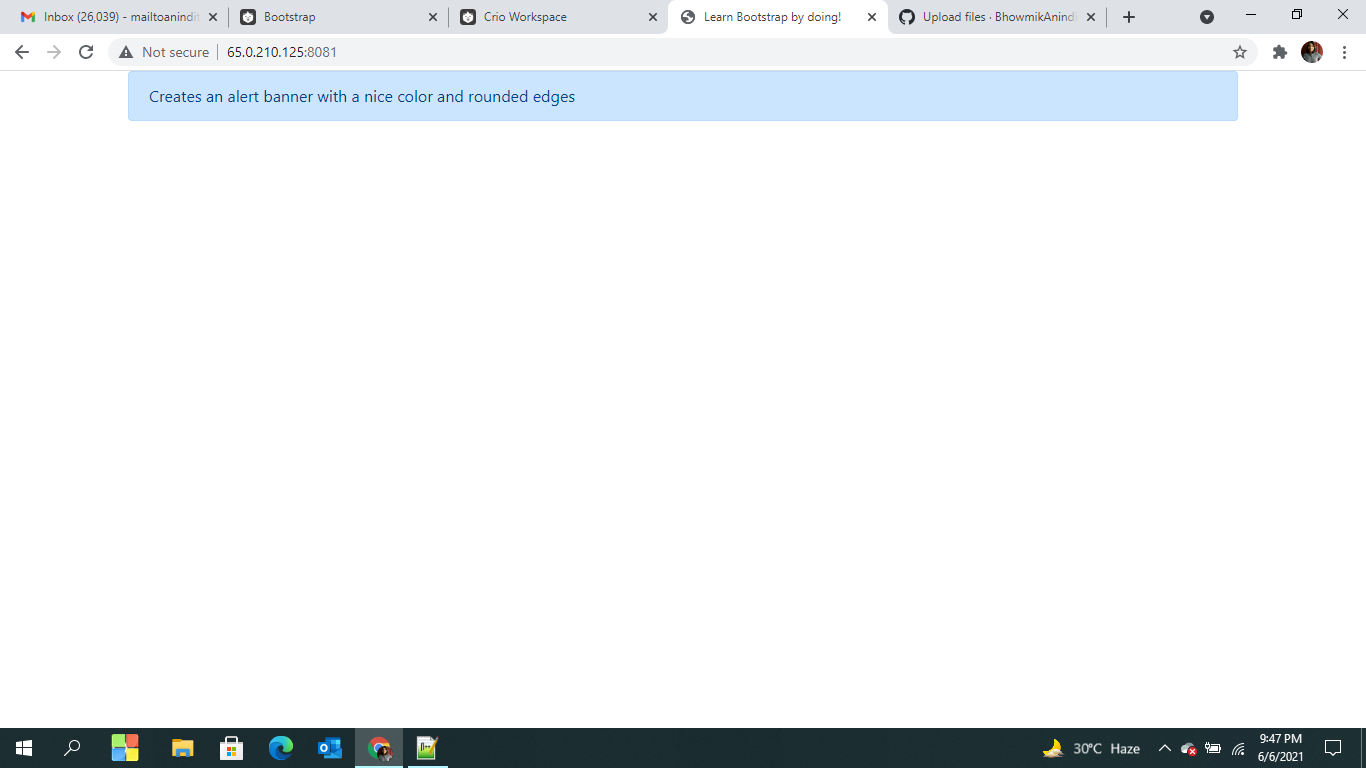 Inbox (26,039) - mailtoanindit
Bootstrap
Crio Workspace
Learn Bootstrap by doing!
Upload files · BhowmikAnindi
Not secure
65.0.210.125:8081
Creates an alert banner with a nice color and rounded edges
30°C Haze
9:47 PM
6/6/2021